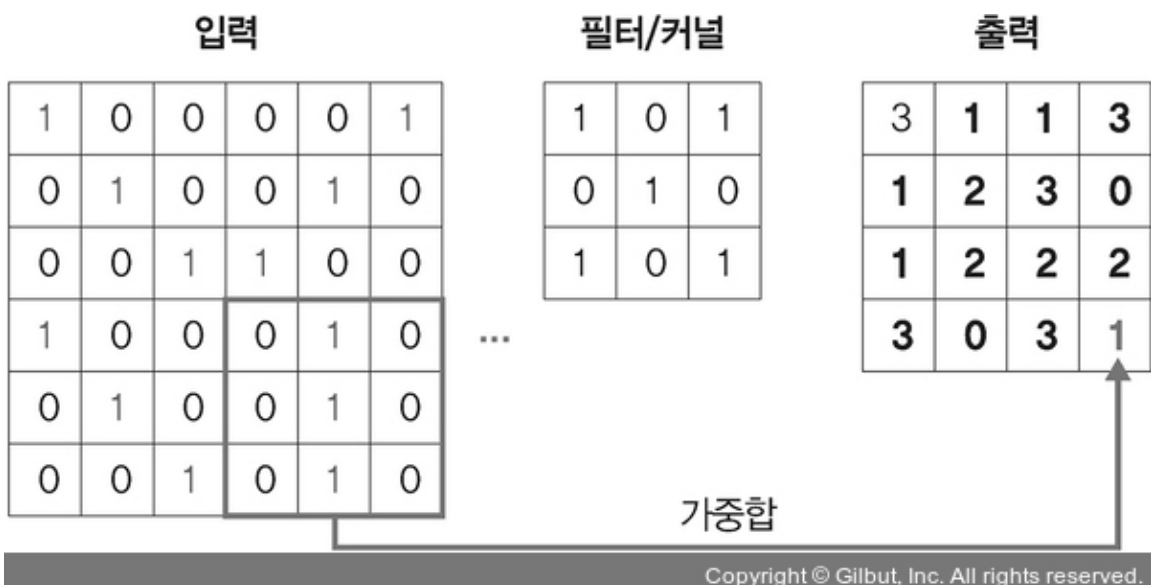 입력 필터/커널 출력
1 0 0 0 0 1 1 0 1 3 1 1 3
0 1 0 0 1 0 0 1 0 1 2 3 0
0 0 1 1 0 0 1 0 1 1 2 2 2
1 0 0 0 1 0 ... 3 0 3 1
0 1 0 0 1 0
0 0 1 0 1 0
가중합
Copyright © Gilbut, Inc. All rights reserved.